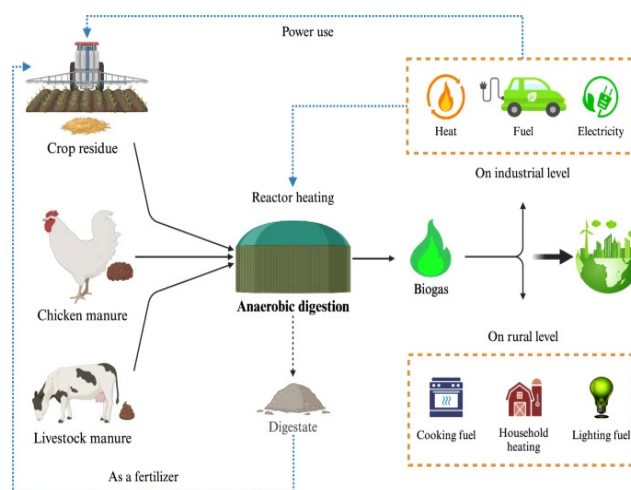 Power use
Heat
Fuel
Electricity
Crop residue
On industrial level
Reactor heating
Chicken manure
Anaerobic digestion
Biogas
On rural level
Livestock manure
Digestate
Cooking fuel
Household
heating
Lighting fuel
As a fertilizer